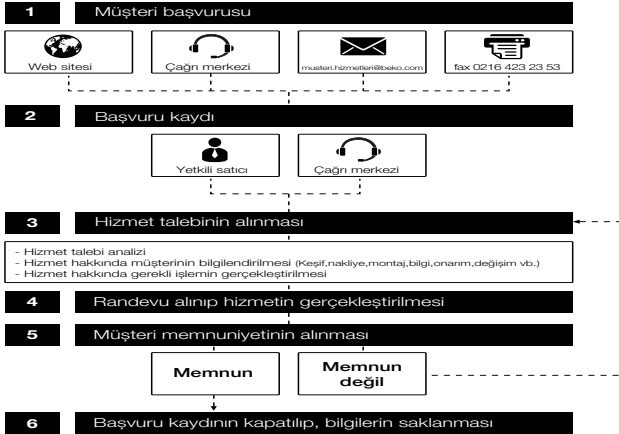 1 Müşteri başvurusu
Web sitesi
Çağrı merkezi
musteri.hizmetleri@beko.com
fax 0216 423 23 53
2 Başvuru kaydı
Yetkili satıcı
Çağrı merkezi
3 Hizmet talebinin alınması
- Hizmet talebi analizi
- Hizmet hakkında müşterinin bilgilendirilmesi (Keşif,nakliye,montaj,bilgi,onarım,değişim vb.)
- Hizmet hakkında gerekli işlemin gerçekleştirilmesi
4 Randevu alınıp hizmetin gerçekleştirilmesi
5 Müşteri memnuniyetinin alınması
Memnun
Memnun
değil
6 Başvuru kaydının kapatılıp, bilgilerin saklanması